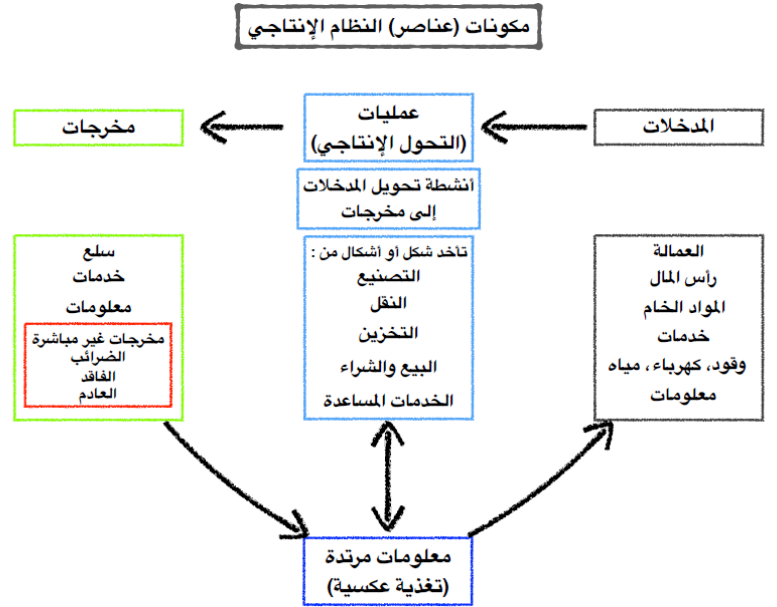 مكونات (عناصر) النظام الإنتاجي
المدخلات
عمليات
(التحول الإنتاجي)
مخرجات
أنشطة تحويل المدخلات
إلى مخرجات
العمالة
رأس المال
المواد الخام
خدمات
وقود، كهرباء ، مياه
معلومات
تأخد شكل أو أشكال من :
التصنيع
النقل
التخزين
البيع والشراء
الخدمات المساعدة
سلع
خدمات
معلومات
مخرجات غير مباشرة
الضرائب
الفاقد
العادم
معلومات مرتدة
(تغذية عكسية)